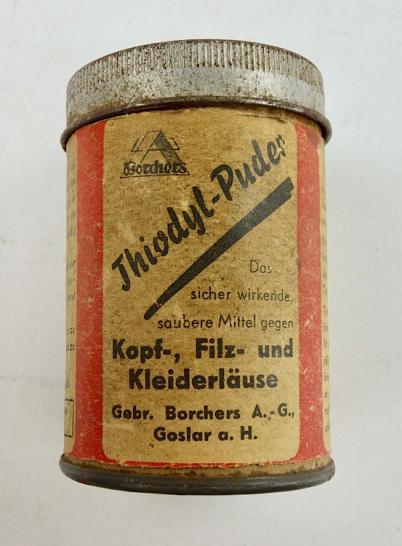 Borchers
Thiodyl-Puder
Das
sicher wirkende,
saubere Mittel gegen
Kopf-, Filz- und
Kleiderläuse
Gebr. Borchers A.-G.,
Goslar a. H.